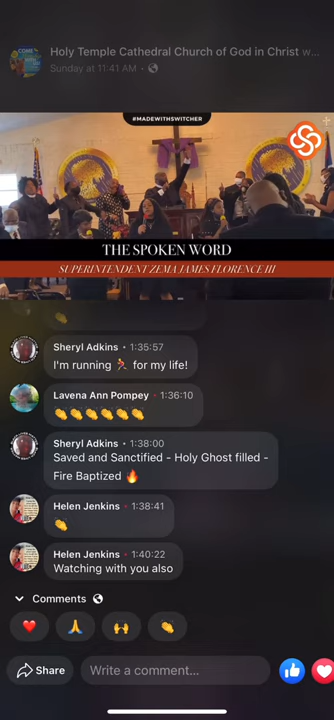 Holy Temple Cathedral Church of God in Christ w...
Sunday at 11:41 AM ·
#MADEWITHSWITCHER
THE SPOKEN WORD
SUPERINTENDENT ZEMA JAMES FLORENCE III
👏
Sheryl Adkins • 1:35:57
I'm running 🏃 for my life!
Lavena Ann Pompey • 1:36:10
👏👏👏👏👏👏
Sheryl Adkins • 1:38:00
Saved and Sanctified - Holy Ghost filled -
Fire Baptized 🔥
Helen Jenkins • 1:38:41
👏
Helen Jenkins • 1:40:22
Watching with you also
Comments
❤️ 🙏 🙌 👏
Share
Write a comment...